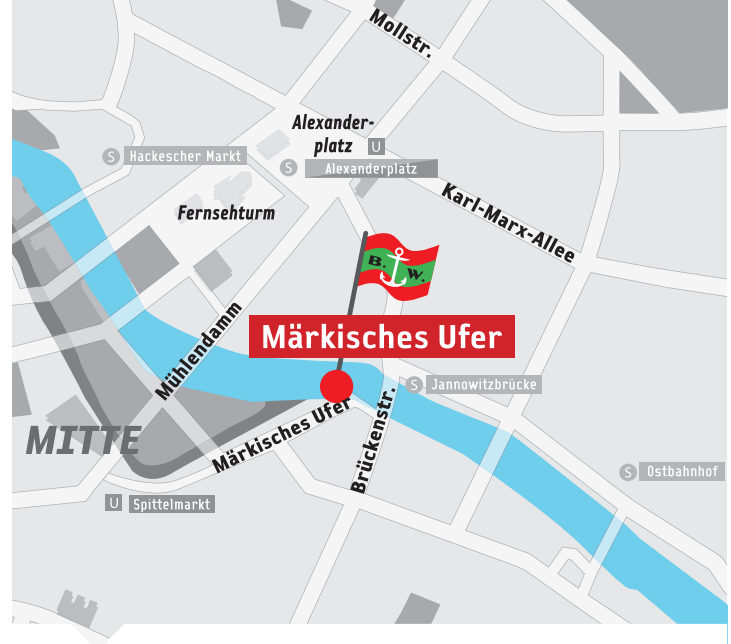 Mollstr.
Alexander-
platz U
S Hackescher Markt
S Alexanderplatz
Karl-Marx-Allee
Fernsehturm
B. W.
Mühlendamm
Märkisches Ufer
S Jannowitzbrücke
Märkisches Ufer
Brückenstr.
MITTE
S Ostbahnhof
U Spittelmarkt